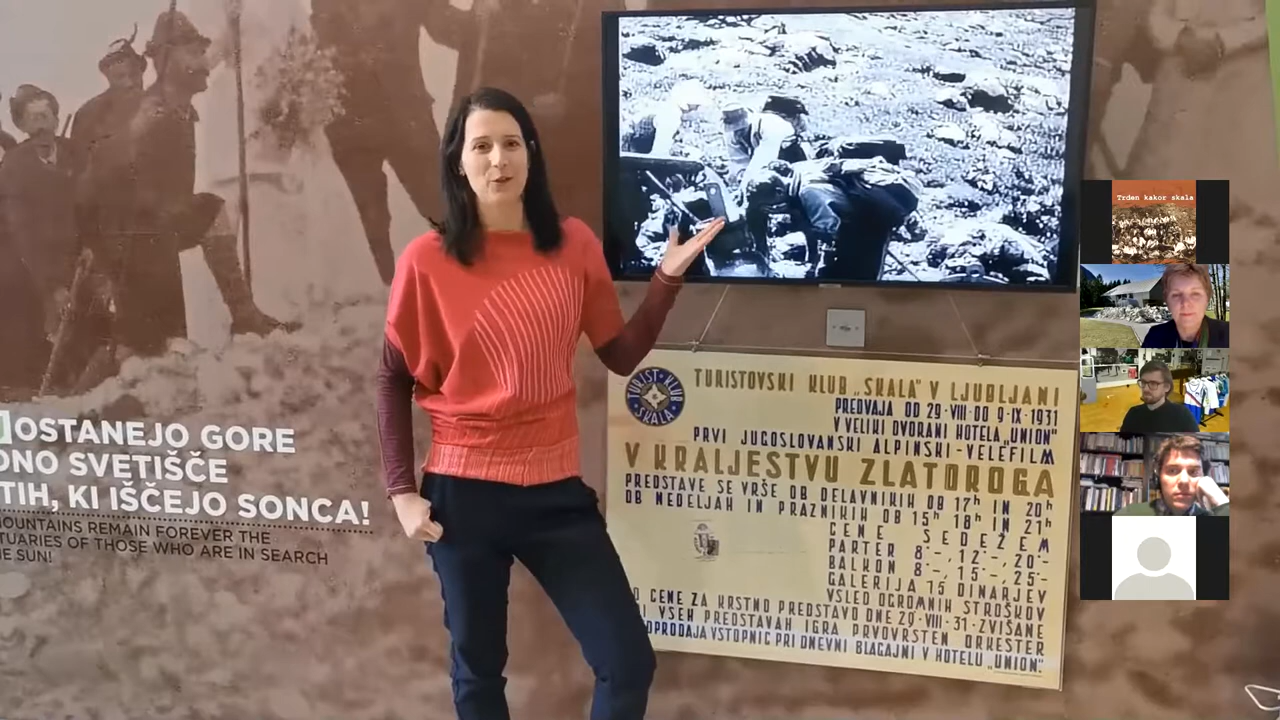 OSTANEJO GORE
SVETIŠČE
TIH, KI IŠČEJO SONCA!
MOUNTAINS REMAIN FOREVER THE
OF THOSE WHO ARE IN SEARCH
SUN!
TURIST KLUB
SKALA
TURISTOVSKI KLUB „SKALA" V LJUBLJANI
PREDVAJA OD 29·VIII·DO 9·IX·1931
V VELIKI DVORANI HOTELA „UNION"
PRVI JUGOSLOVANSKI ALPINSKI-VELEFILM
V KRALJESTVU ZLATOROGA
PREDSTAVE SE VRŠE OB DELAVNIKIH OB 17ʰ IN 20ʰ
OB NEDELJAH IN PRAZNIKIH OB 15ʰ 18ʰ IN 21ʰ
CENE SEDEŽEM
PARTER 8·-,12·-,20·-
BALKON 8·-,15·-,25·-
GALERIJA 15 DINARJEV
VSLED OGROMNIH STROŠKOV
CENE ZA KRSTNO PREDSTAVO DNE 29·VIII·31·ZVIŠANE
VSEH PREDSTAVAH IGRA PRVOVRSTEN ORKESTER
VSTOPNIC PRI DNEVNI BLAGAJNI V HOTELU „UNION".
Trden kakor skala